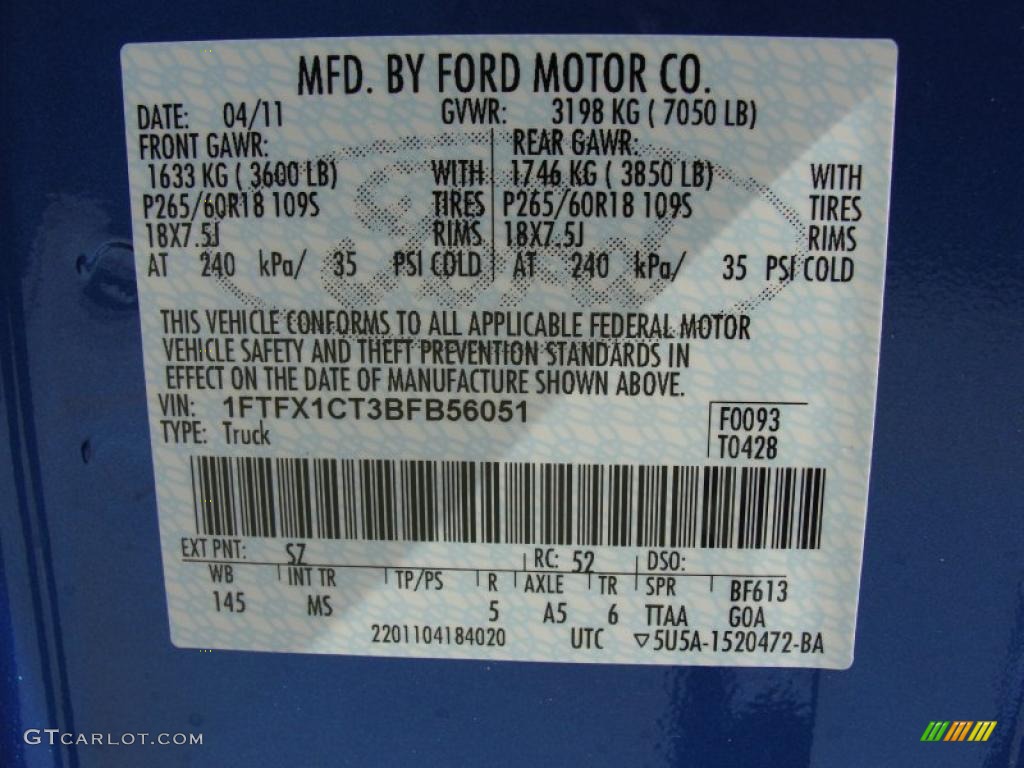 MFD. BY FORD MOTOR CO.
DATE: 04/11 GVWR: 3198 KG ( 7050 LB)
FRONT GAWR: REAR GAWR:
1633 KG ( 3600 LB) WITH 1746 KG ( 3850 LB) WITH
P265/60R18 109S TIRES P265/60R18 109S TIRES
18X7.5J RIMS 18X7.5J RIMS
AT 240 kPa/ 35 PSI COLD AT 240 kPa/ 35 PSI COLD
Ford
THIS VEHICLE CONFORMS TO ALL APPLICABLE FEDERAL MOTOR
VEHICLE SAFETY AND THEFT PREVENTION STANDARDS IN
EFFECT ON THE DATE OF MANUFACTURE SHOWN ABOVE.
VIN: 1FTFX1CT3BFB56051 F0093
TYPE: Truck T0428
EXT PNT: SZ RC: 52 DSO:
WB INT TR TP/PS R AXLE TR SPR BF613
145 MS 5 A5 6 TTAA GOA
2201104184020 UTC ▽5U5A-1520472-BA
GTCARLOT.COM